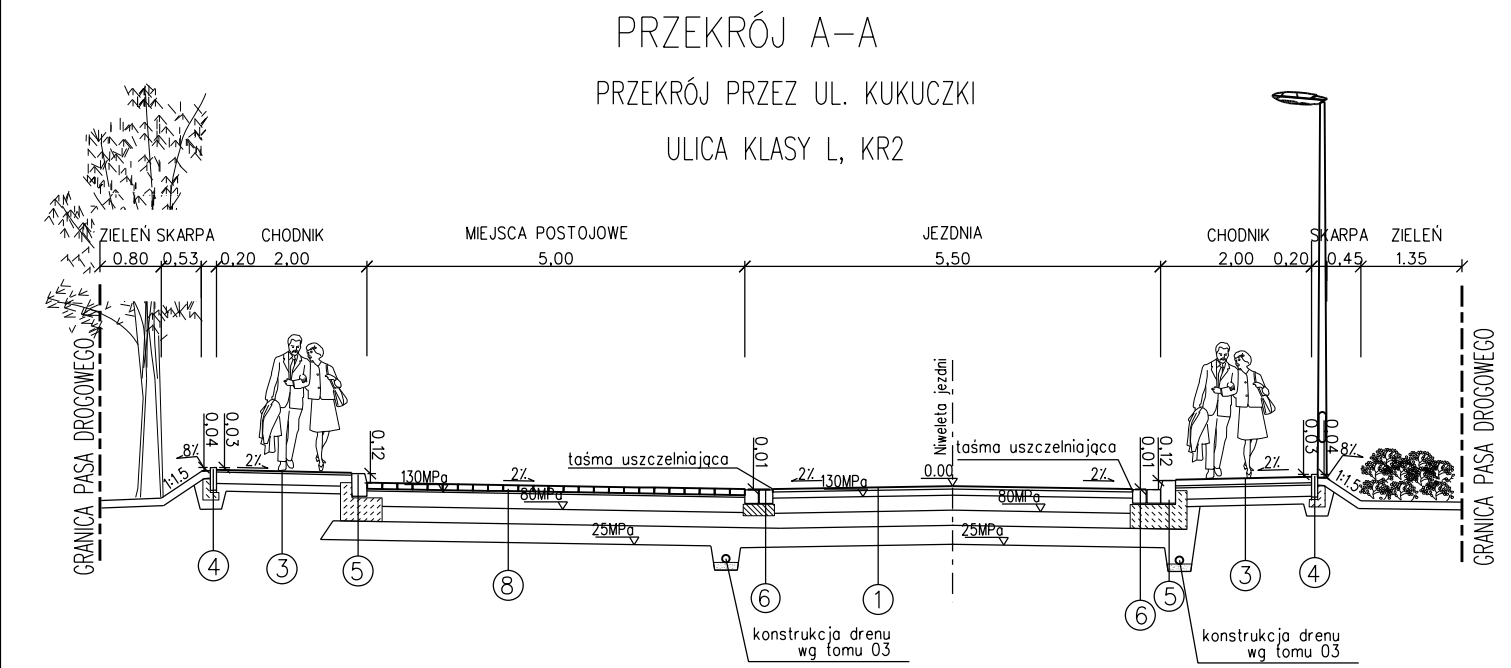 PRZEKRÓJ A-A
PRZEKRÓJ PRZEZ UL. KUKUCZKI
ULICA KLASY L, KR2
ZIELEŃ SKARPA CHODNIK MIEJSCA POSTOJOWE JEZDNIA CHODNIK SKARPA ZIELEŃ
0.80 0,53 0,20 2,00 5,00 5,50 2,00 0,20 0,45 1.35
GRANICA PASA DROGOWEGO
GRANICA PASA DROGOWEGO
Niweleta jezdni
0,04 0,03 0,12 0,01 0,01 0,12 0,03 0,04
8% 2% 2% 2% 2% 2% 8%
taśma uszczelniająca
taśma uszczelniająca
0.00
1:1.5 1:1.5
130MPa 130MPa
80MPa 80MPa
25MPa 25MPa
4 3 5 8 6 1 6 5 3 4
konstrukcja drenu
wg tomu 03
konstrukcja drenu
wg tomu 03